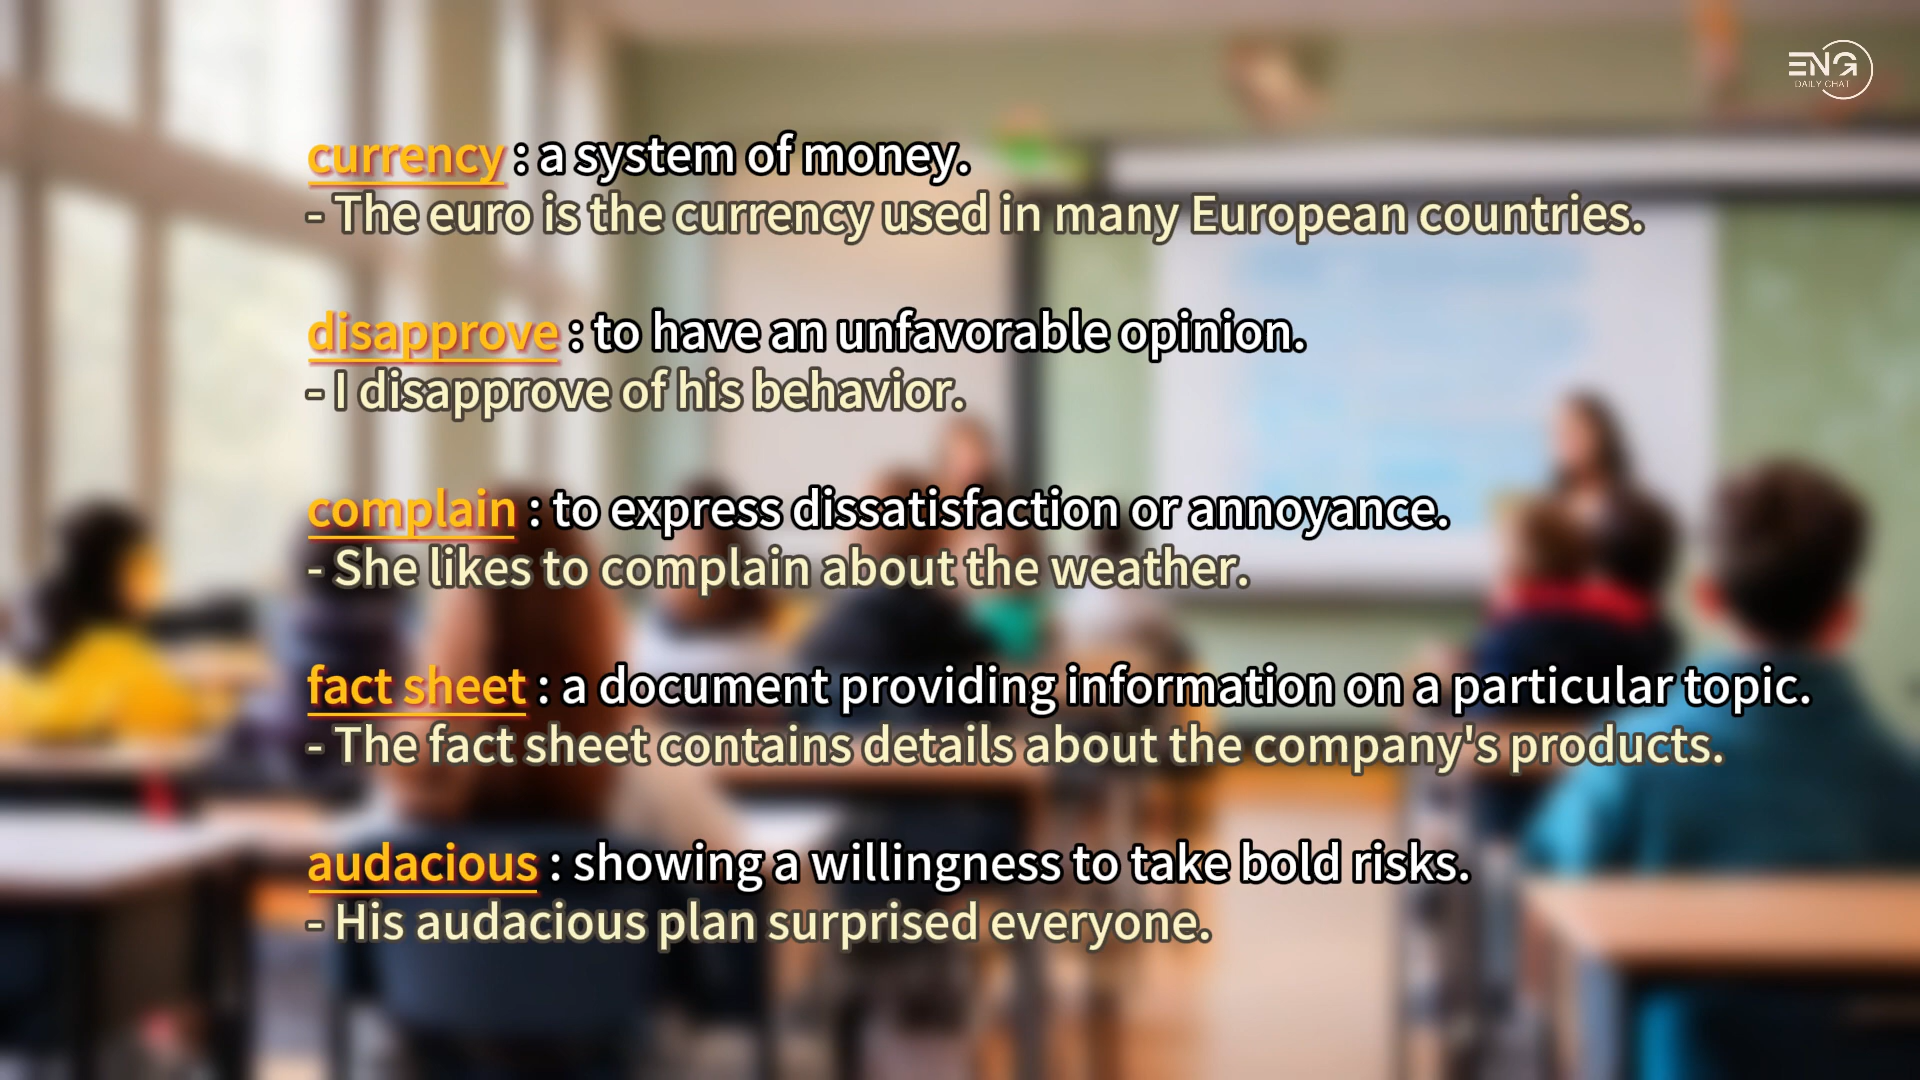 ENG
DAILY CHAT
currency : a system of money.
- The euro is the currency used in many European countries.
disapprove : to have an unfavorable opinion.
- I disapprove of his behavior.
complain : to express dissatisfaction or annoyance.
- She likes to complain about the weather.
fact sheet : a document providing information on a particular topic.
- The fact sheet contains details about the company's products.
audacious : showing a willingness to take bold risks.
- His audacious plan surprised everyone.